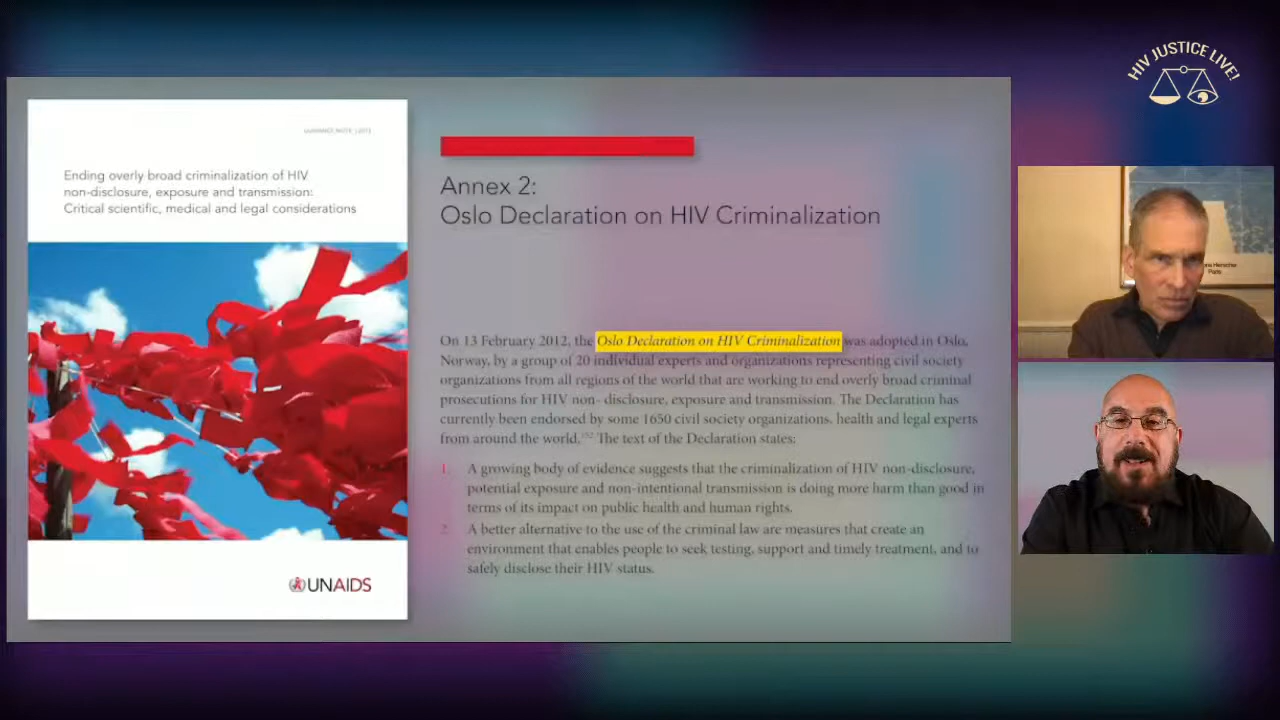 HIV JUSTICE LIVE!
GUIDANCE NOTE | 2013
Ending overly broad criminalization of HIV
non-disclosure, exposure and transmission:
Critical scientific, medical and legal considerations
UNAIDS
Annex 2:
Oslo Declaration on HIV Criminalization
On 13 February 2012, the Oslo Declaration on HIV Criminalization was adopted in Oslo,
Norway, by a group of 20 individual experts and organizations representing civil society
organizations from all regions of the world that are working to end overly broad criminal
prosecutions for HIV non- disclosure, exposure and transmission. The Declaration has
currently been endorsed by some 1650 civil society organizations, health and legal experts
from around the world.152 The text of the Declaration states:
1. A growing body of evidence suggests that the criminalization of HIV non-disclosure,
potential exposure and non-intentional transmission is doing more harm than good in
terms of its impact on public health and human rights.
2. A better alternative to the use of the criminal law are measures that create an
environment that enables people to seek testing, support and timely treatment, and to
safely disclose their HIV status.
Paris